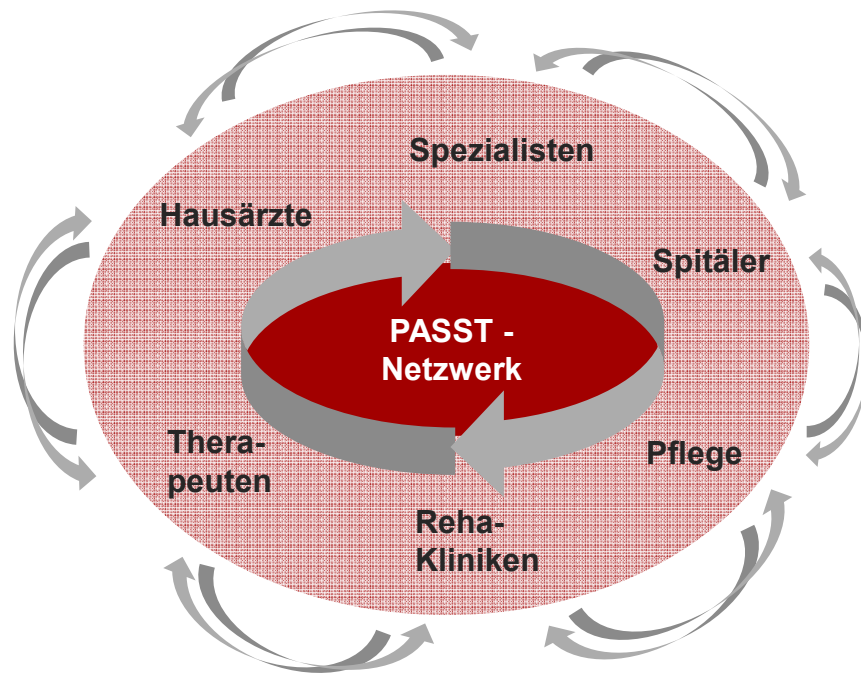 Spezialisten
Hausärzte
Spitäler
PASST -
Netzwerk
Thera-
peuten
Pflege
Reha-
Kliniken